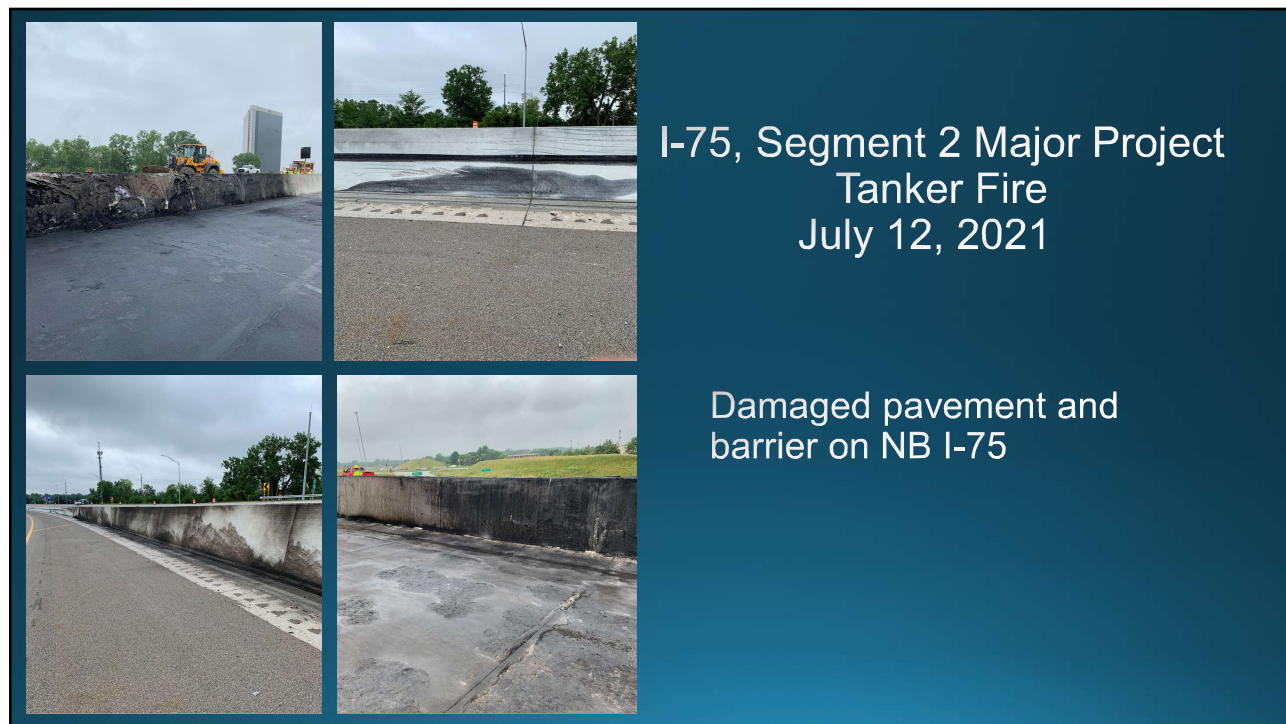 I-75, Segment 2 Major Project
Tanker Fire
July 12, 2021
Damaged pavement and
barrier on NB I-75